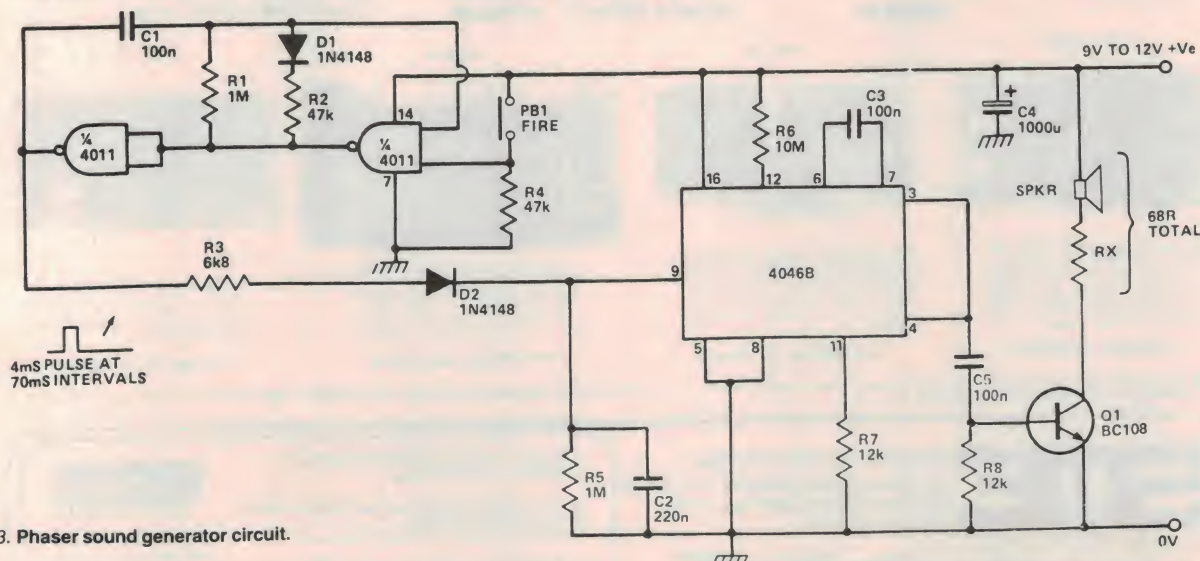 C1
100n
D1
1N4148
R1
1M
R2
47k
¼
4011
¼
4011
14
7
PB1
FIRE
R4
47k
R3
6k8
D2
1N4148
4mS PULSE AT
70mS INTERVALS
R5
1M
C2
220n
R6
10M
C3
100n
16
12
6
7
3
9
4046B
4
5
8
11
R7
12k
C5
100n
R8
12k
Q1
BC108
9V TO 12V +Ve
+
C4
1000u
SPKR
RX
68R
TOTAL
0V
3. Phaser sound generator circuit.